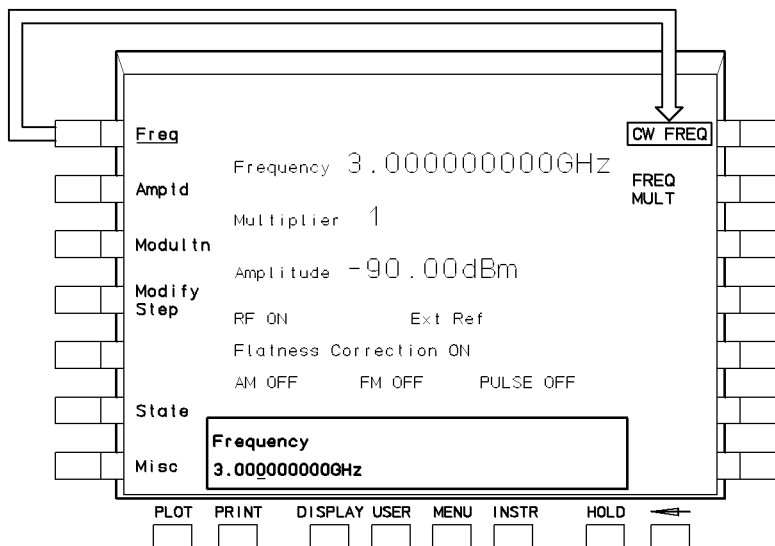 Freq
CW FREQ
Frequency 3.000000000GHz
FREQ
MULT
Amptd
Multiplier 1
Modultn
Amplitude -90.00dBm
Modify
Step
RF ON Ext Ref
Flatness Correction ON
AM OFF FM OFF PULSE OFF
State
Frequency
Misc
3.000000000GHz
PLOT PRINT DISPLAY USER MENU INSTR HOLD